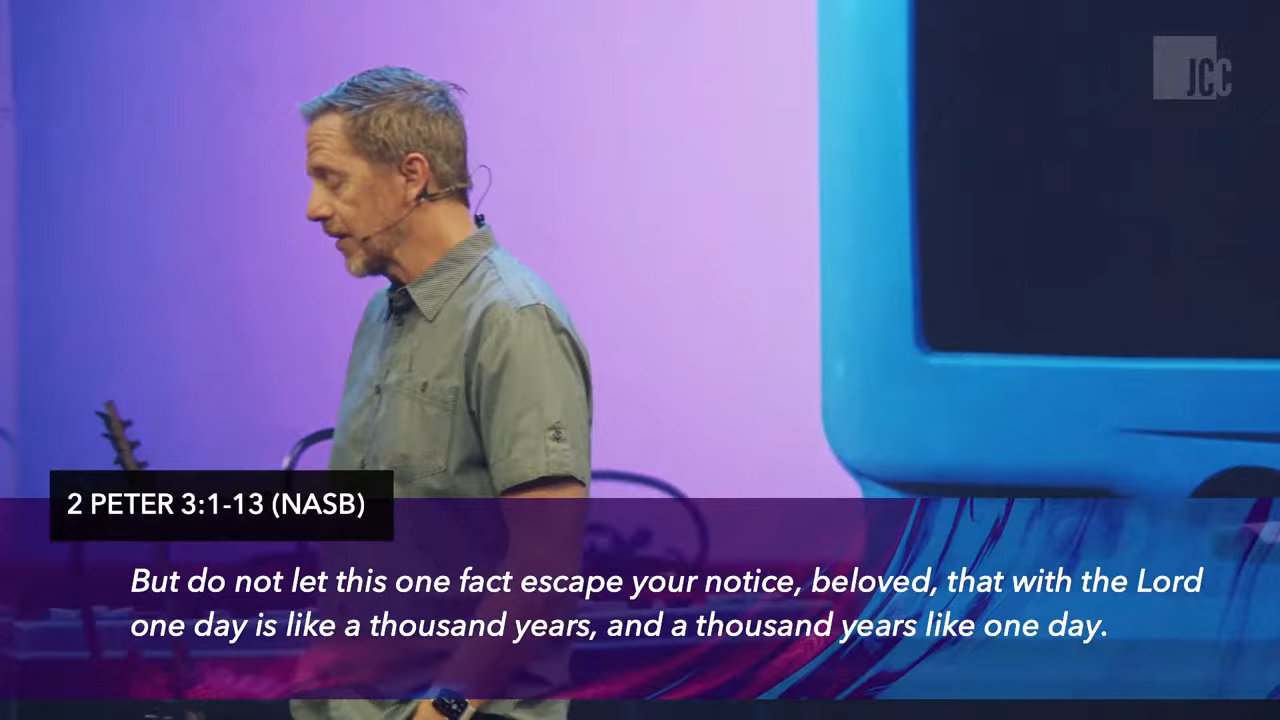 JCC
2 PETER 3:1-13 (NASB)
But do not let this one fact escape your notice, beloved, that with the Lord
one day is like a thousand years, and a thousand years like one day.